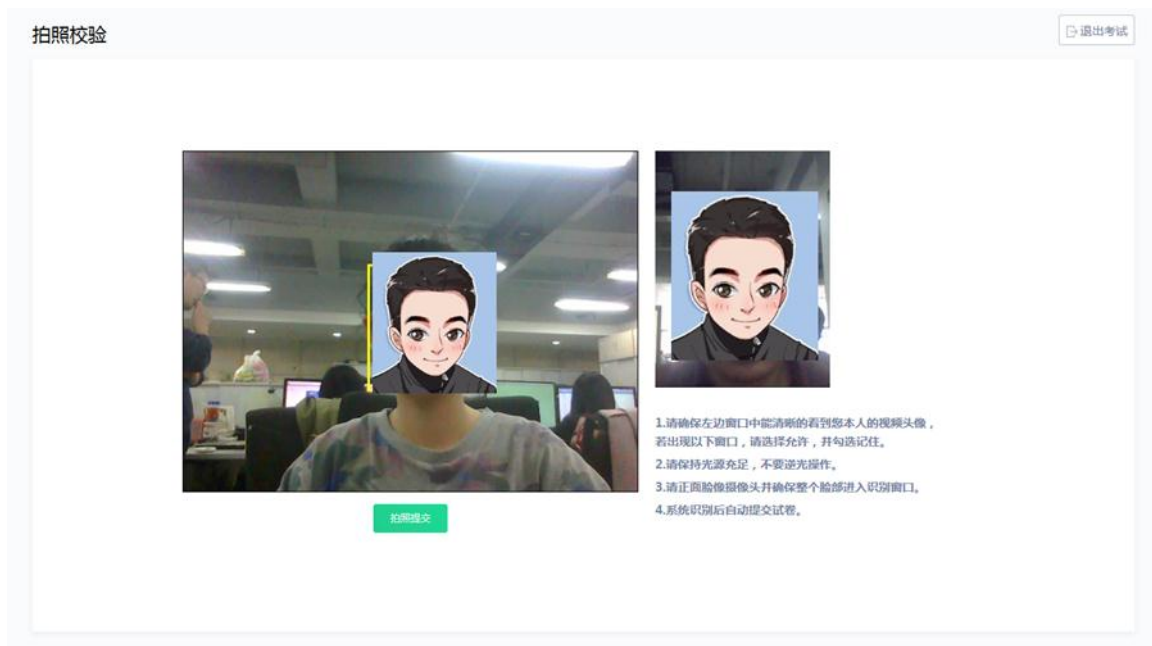 拍照校验
退出考试
1.请确保左边窗口中能清晰的看到您本人的视频头像，
若出现以下窗口，请选择允许，并勾选记住。
2.请保持光源充足，不要逆光操作。
3.请正面脸像摄像头并确保整个脸部进入识别窗口。
4.系统识别后自动提交试卷。
拍照提交